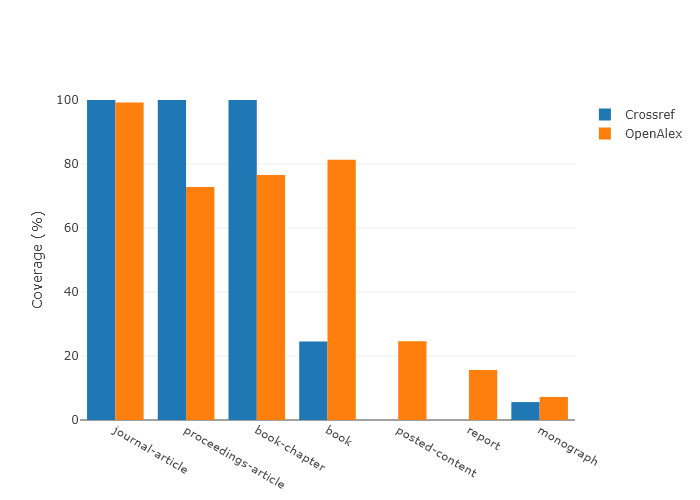 100
80
60
40
20
0
Coverage (%)
journal-article
proceedings-article
book-chapter
book
posted-content
report
monograph
Crossref
OpenAlex